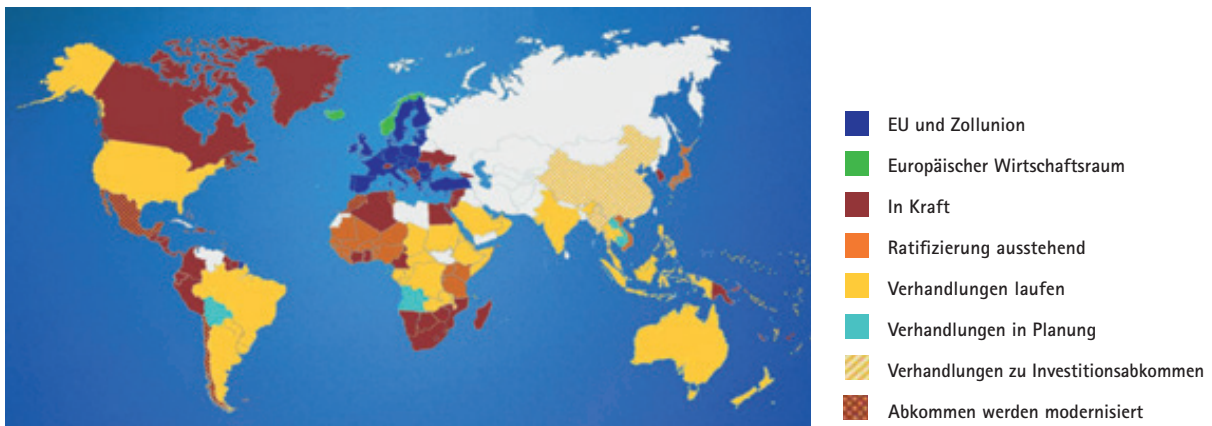 EU und Zollunion
Europäischer Wirtschaftsraum
In Kraft
Ratifizierung ausstehend
Verhandlungen laufen
Verhandlungen in Planung
Verhandlungen zu Investitionsabkommen
Abkommen werden modernisiert